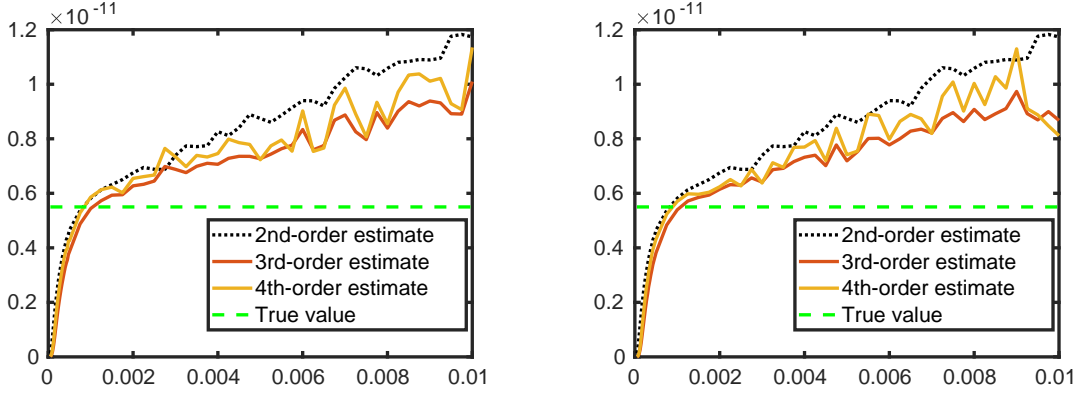 ×10⁻¹¹
1.2
1
0.8
0.6
0.4
0.2
0
0 0.002 0.004 0.006 0.008 0.01
2nd-order estimate
3rd-order estimate
4th-order estimate
True value
×10⁻¹¹
1.2
1
0.8
0.6
0.4
0.2
0
0 0.002 0.004 0.006 0.008 0.01
2nd-order estimate
3rd-order estimate
4th-order estimate
True value